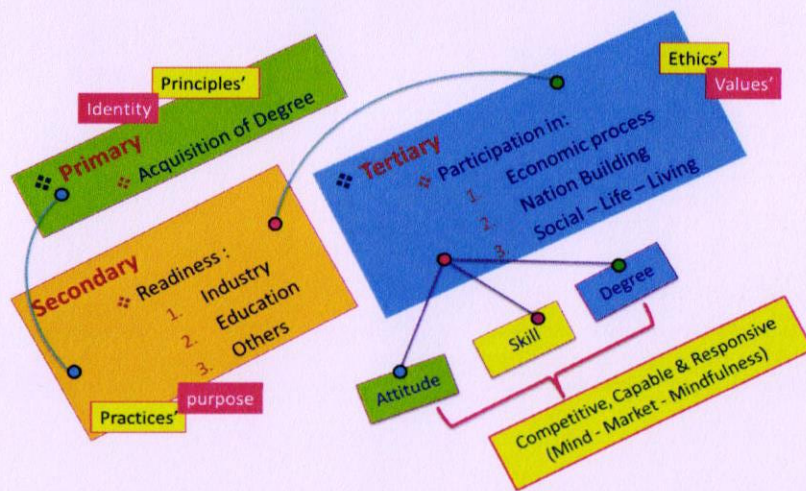 Principles’
Identity
Primary
Acquisition of Degree
Secondary
Readiness :
1. Industry
2. Education
3. Others
Practices’
purpose
Ethics’
Values’
Tertiary
Participation in:
1. Economic process
2. Nation Building
3. Social – Life – Living
Attitude
Skill
Degree
Competitive, Capable & Responsive
(Mind - Market - Mindfulness)